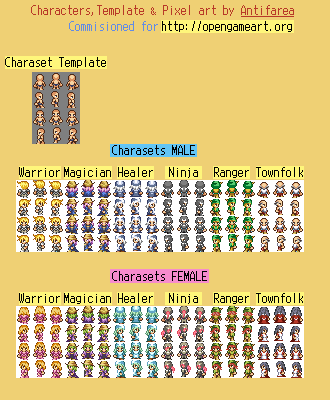 Characters,Template & Pixel art by Antifarea
Commisioned for http://opengameart.org
Charaset Template
Charasets MALE
Warrior Magician Healer Ninja Ranger Townfolk
Charasets FEMALE
Warrior Magician Healer Ninja Ranger Townfolk